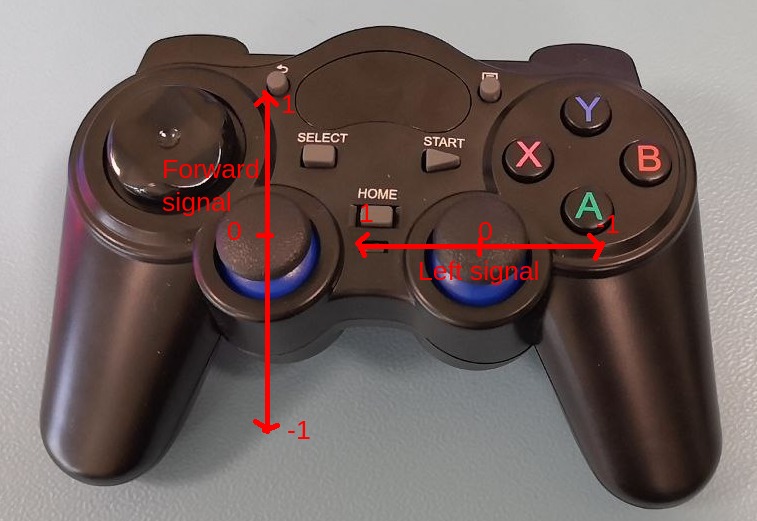 1
SELECT
START
Y
X
B
A
Forward
signal
HOME
1
0
0
-1
Left signal
-1